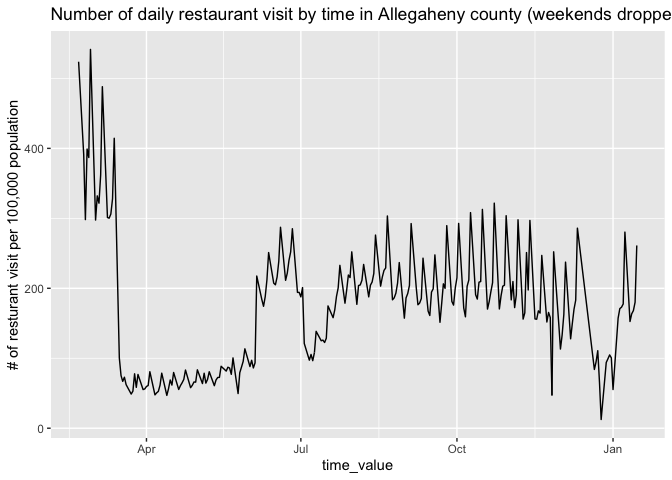 Number of daily restaurant visit by time in Allegaheny county (weekends droppe
# of resturant visit per 100,000 population
400
200
0
Apr
Jul
Oct
Jan
time_value